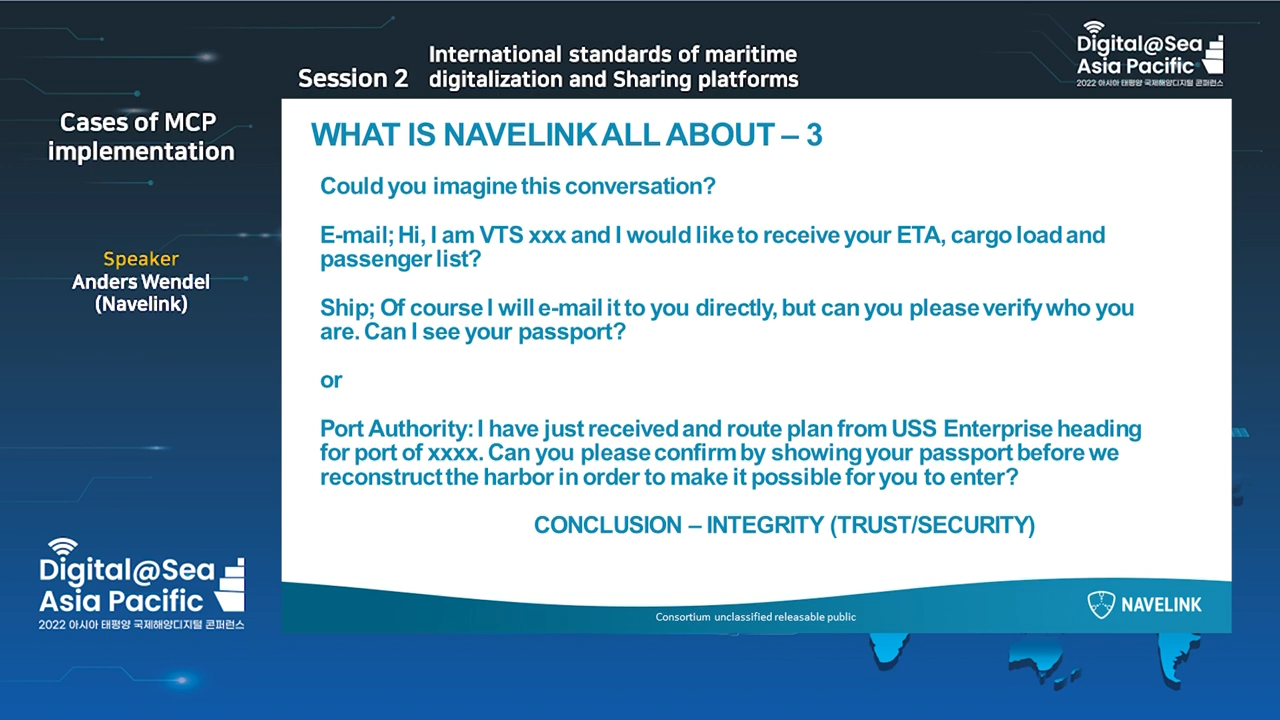 International standards of maritime
Session 2 digitalization and Sharing platforms
Digital@Sea
Asia Pacific
2022 아시아 태평양 국제해양디지털 콘퍼런스
Cases of MCP
implementation
Speaker
Anders Wendel
(Navelink)
WHAT IS NAVELINK ALL ABOUT – 3
Could you imagine this conversation?
E-mail; Hi, I am VTS xxx and I would like to receive your ETA, cargo load and
passenger list?
Ship; Of course I will e-mail it to you directly, but can you please verify who you
are. Can I see your passport?
or
Port Authority: I have just received and route plan from USS Enterprise heading
for port of xxxx. Can you please confirm by showing your passport before we
reconstruct the harbor in order to make it possible for you to enter?
CONCLUSION – INTEGRITY (TRUST/SECURITY)
Consortium unclassified releasable public
NAVELINK
Digital@Sea
Asia Pacific
2022 아시아 태평양 국제해양디지털 콘퍼런스